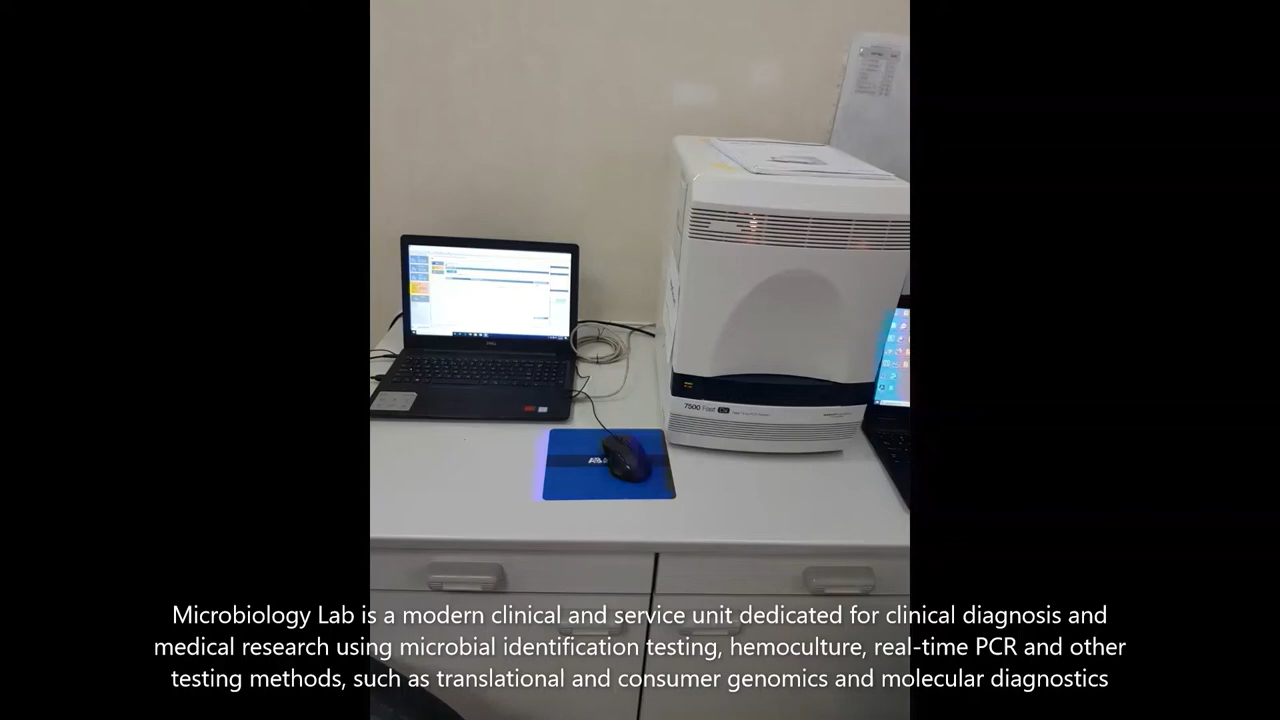 DELL
7500 Fast Dx
Microbiology Lab is a modern clinical and service unit dedicated for clinical diagnosis and
medical research using microbial identification testing, hemoculture, real-time PCR and other
testing methods, such as translational and consumer genomics and molecular diagnostics